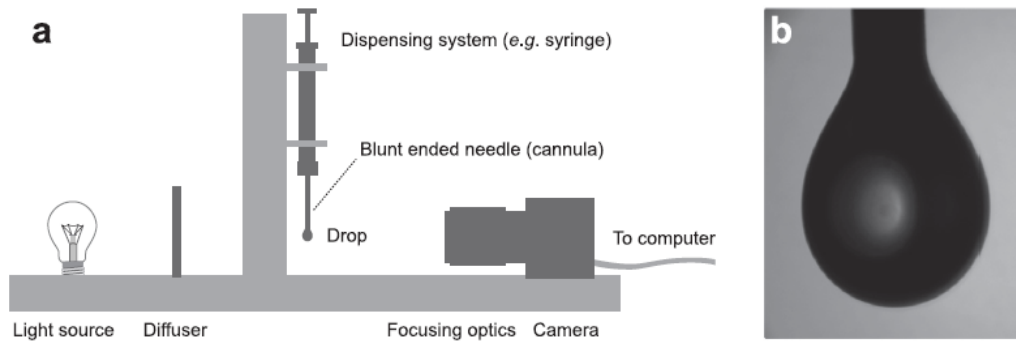 a
Dispensing system (e.g. syringe)
Blunt ended needle (cannula)
Drop
To computer
Light source
Diffuser
Focusing optics
Camera
b